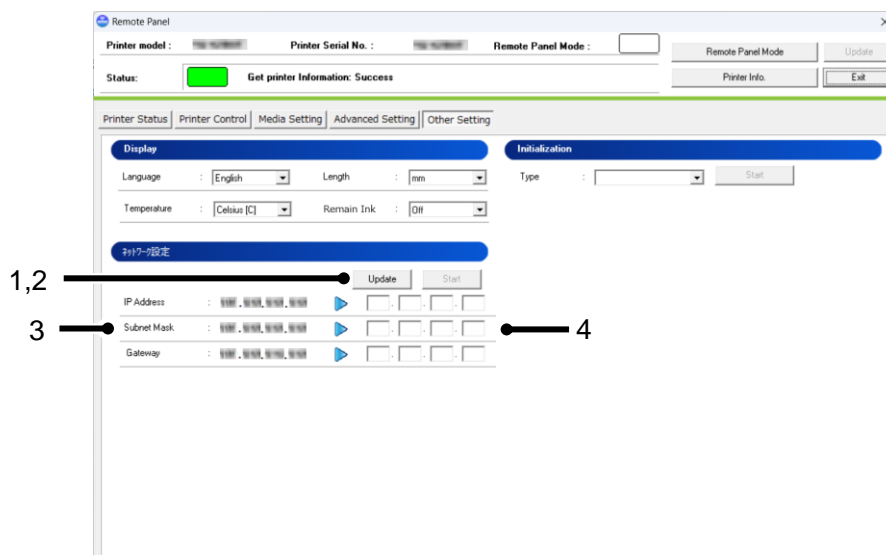 Remote Panel
Printer model : Printer Serial No. : Remote Panel Mode : Remote Panel Mode Update
Status: Get printer Information: Success Printer Info. Exit
Printer Status Printer Control Media Setting Advanced Setting Other Setting
Display Initialization
Language : English Length : mm Type : Start
Temperature : Celsius [C] Remain Ink : Off
ネットワーク設定
1,2 Update Start
IP Address : . . . . . .
3 Subnet Mask : . . . . . . 4
Gateway : . . . . . .